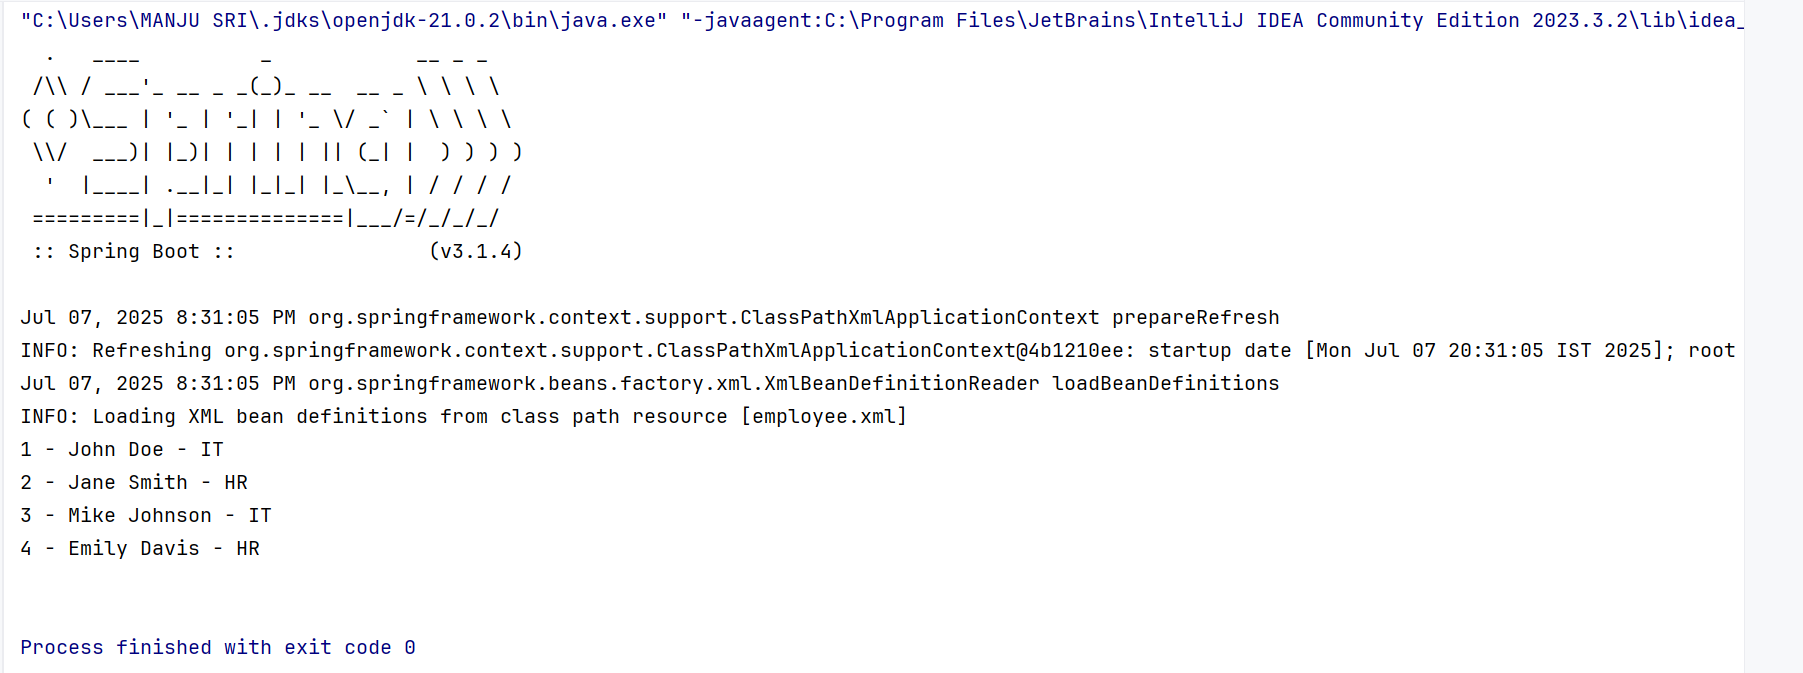 "C:\Users\MANJU SRI\.jdks\openjdk-21.0.2\bin\java.exe" "-javaagent:C:\Program Files\JetBrains\IntelliJ IDEA Community Edition 2023.3.2\lib\idea_
  .   ____          _            __ _ _
 /\\ / ___'_ __ _ _(_)_ __  __ _ \ \ \ \
( ( )\___ | '_ | '_| | '_ \/ _` | \ \ \ \
 \\/  ___)| |_)| | | | | || (_| |  ) ) ) )
  '  |____| .__|_| |_|_| |_\__, | / / / /
 =========|_|==============|___/=/_/_/_/
 :: Spring Boot ::                (v3.1.4)
Jul 07, 2025 8:31:05 PM org.springframework.context.support.ClassPathXmlApplicationContext prepareRefresh
INFO: Refreshing org.springframework.context.support.ClassPathXmlApplicationContext@4b1210ee: startup date [Mon Jul 07 20:31:05 IST 2025]; root
Jul 07, 2025 8:31:05 PM org.springframework.beans.factory.xml.XmlBeanDefinitionReader loadBeanDefinitions
INFO: Loading XML bean definitions from class path resource [employee.xml]
1 - John Doe - IT
2 - Jane Smith - HR
3 - Mike Johnson - IT
4 - Emily Davis - HR
Process finished with exit code 0